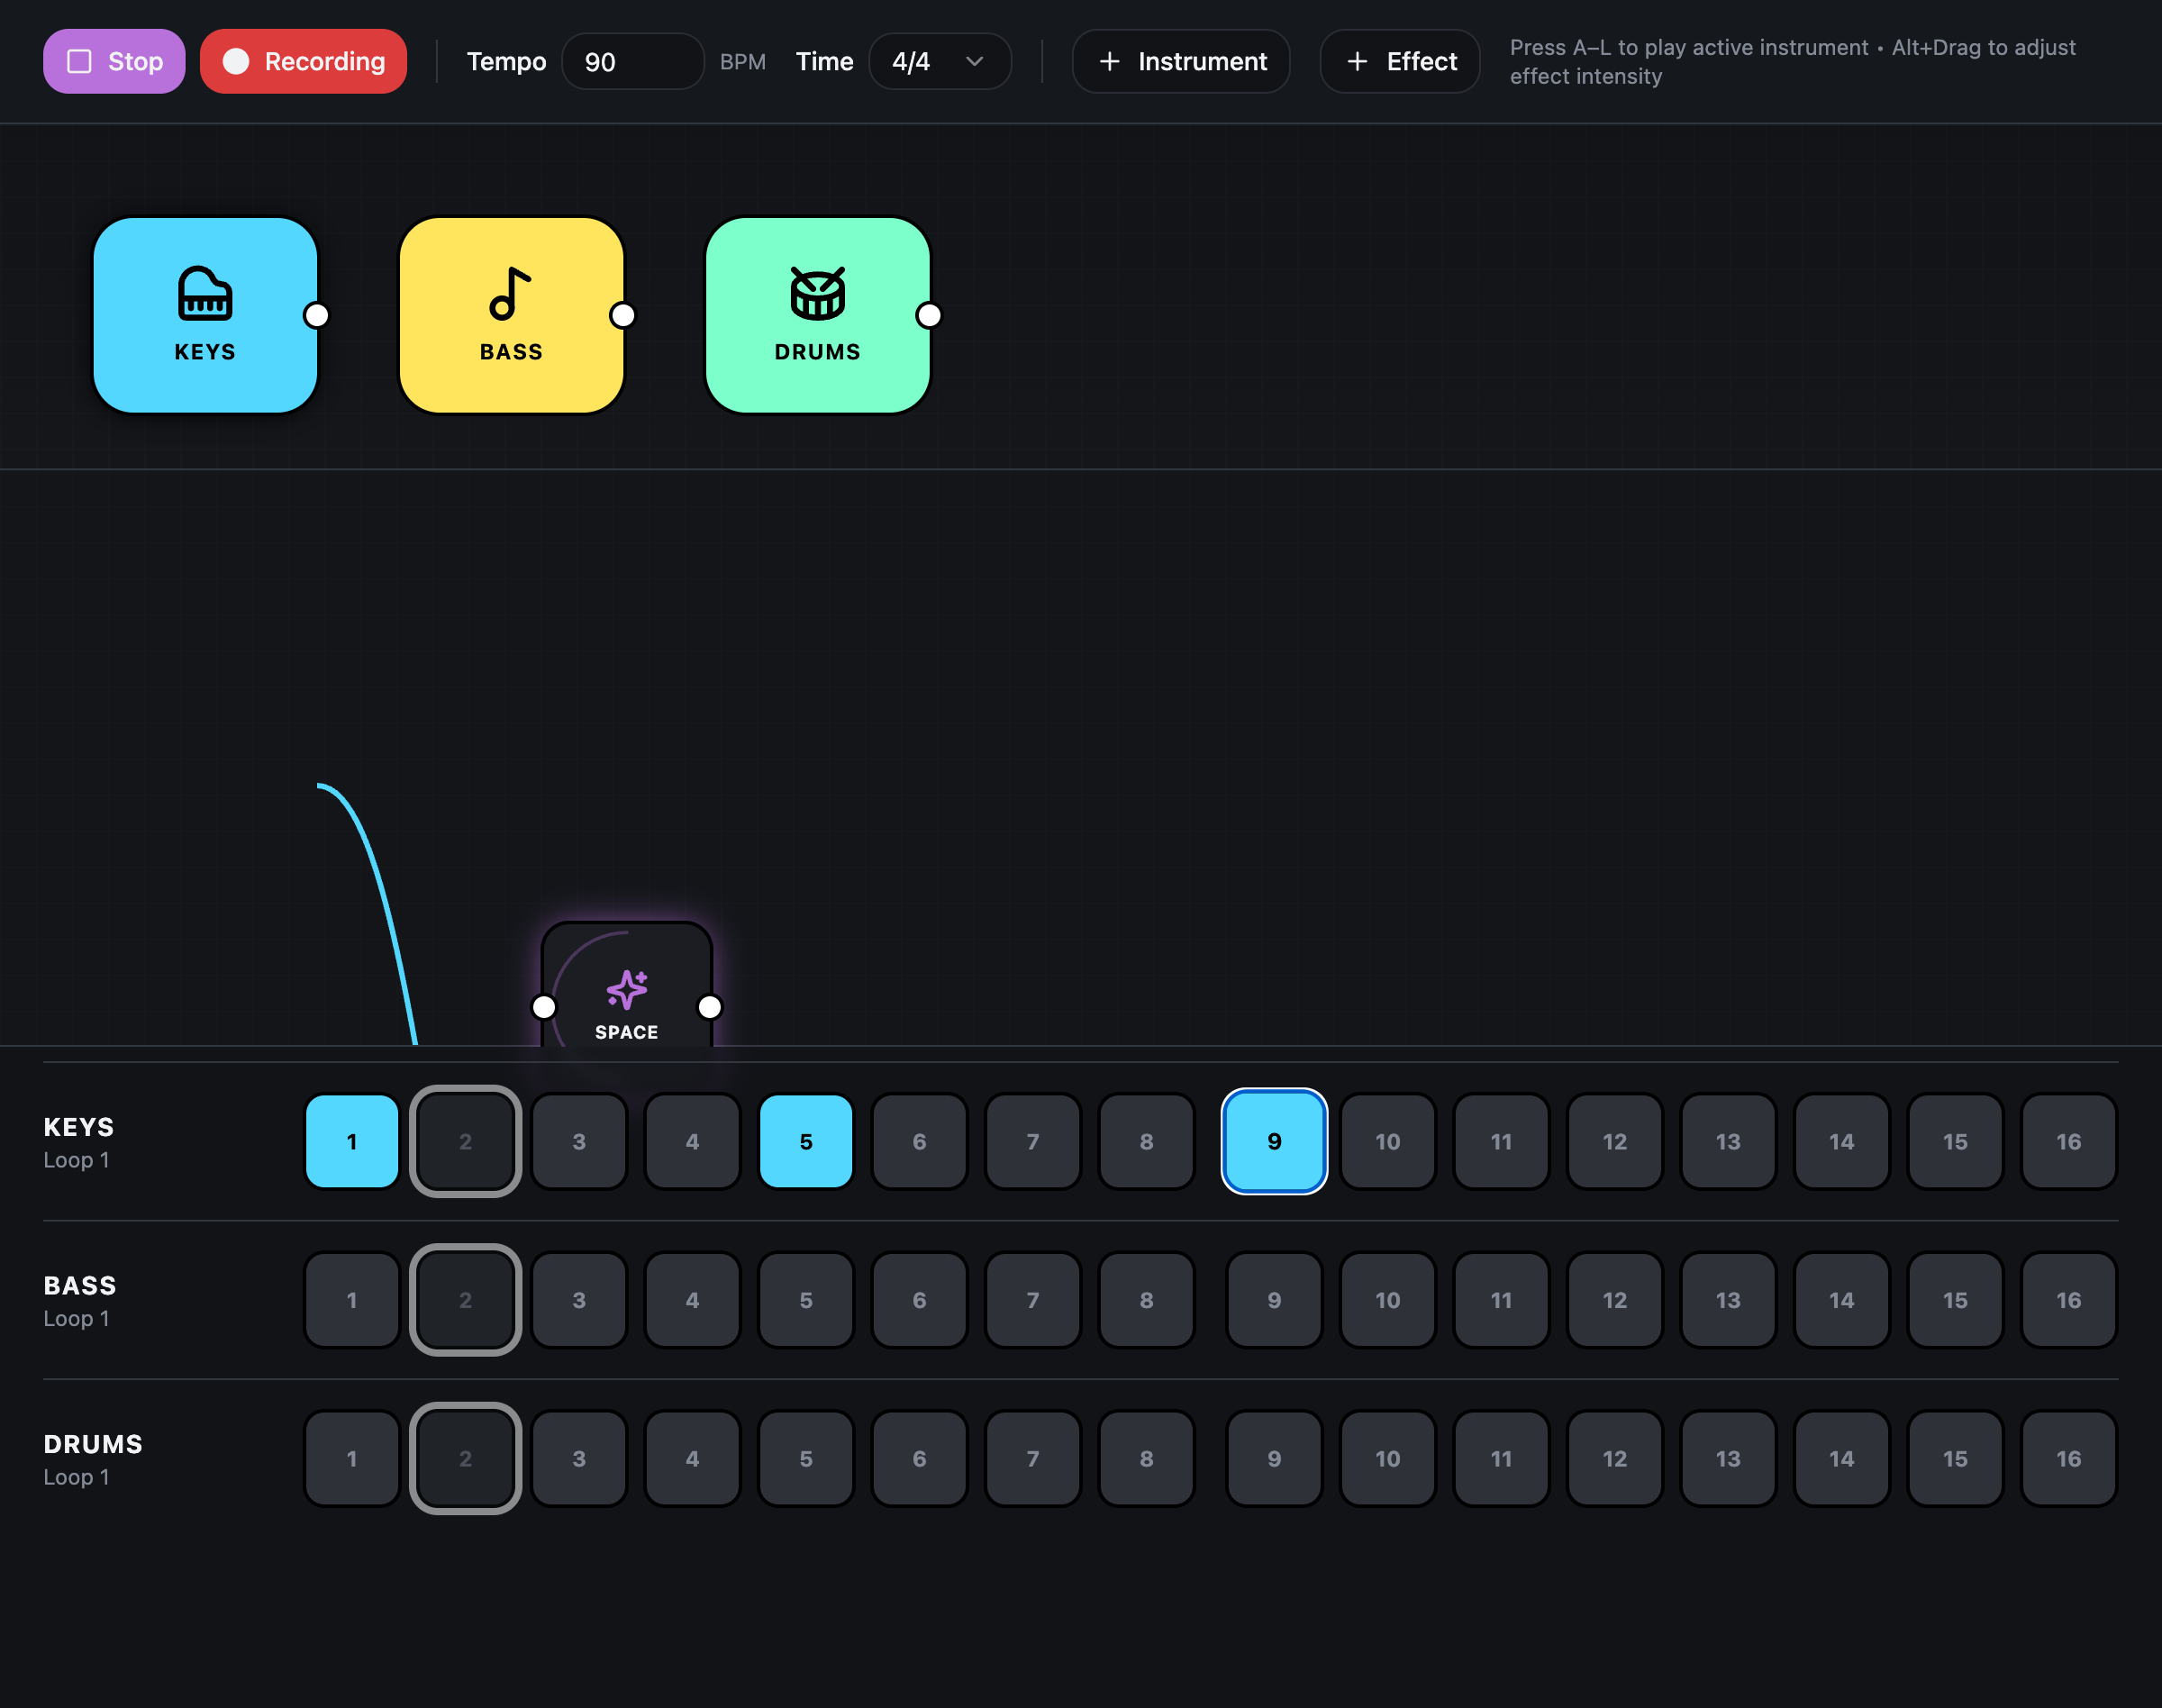 Stop
Recording
Tempo
90
BPM
Time
4/4
Instrument
Effect
Press A–L to play active instrument • Alt+Drag to adjust
effect intensity
KEYS
BASS
DRUMS
SPACE
KEYS
Loop 1
1 2 3 4 5 6 7 8 9 10 11 12 13 14 15 16
BASS
Loop 1
1 2 3 4 5 6 7 8 9 10 11 12 13 14 15 16
DRUMS
Loop 1
1 2 3 4 5 6 7 8 9 10 11 12 13 14 15 16